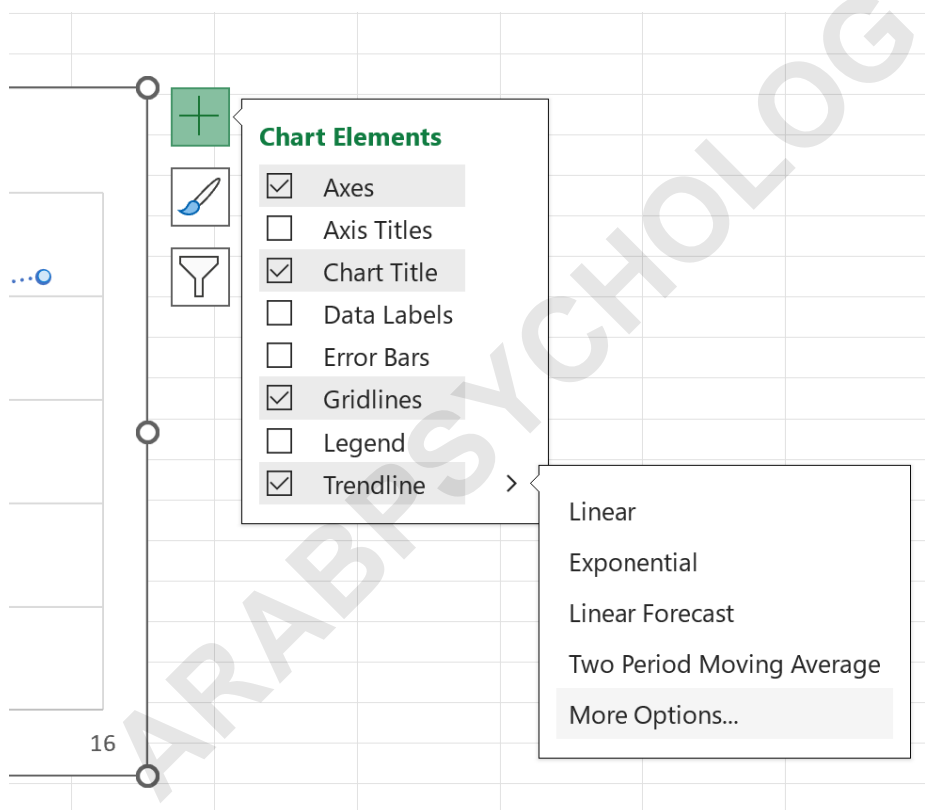 Chart Elements
Axes
Axis Titles
Chart Title
Data Labels
Error Bars
Gridlines
Legend
Trendline
Linear
Exponential
Linear Forecast
Two Period Moving Average
More Options...
16
ARABPSYCHOLOG